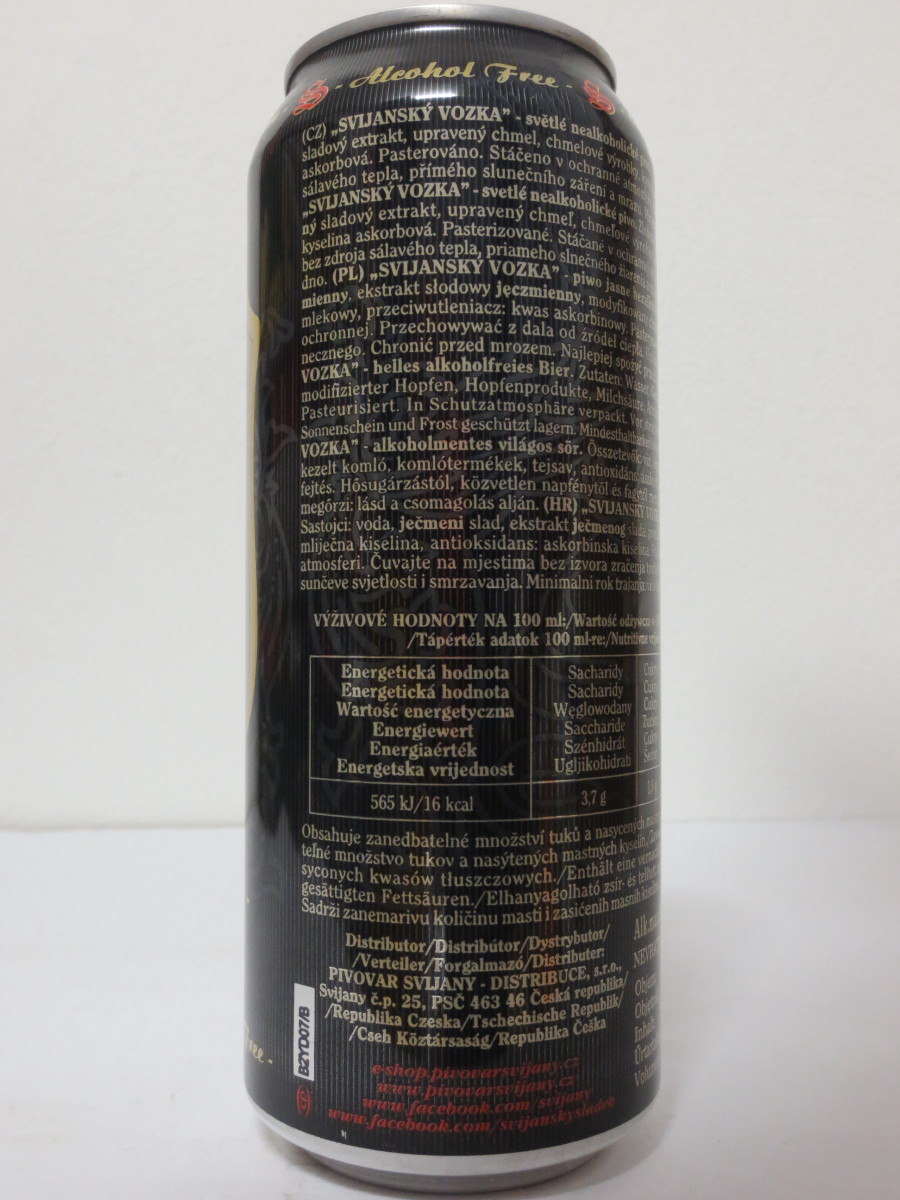 - Alcohol Free -
(CZ) „SVIJANSKÝ VOZKA” - světlé nealkoholické
sladový extrakt, upravený chmel, chmelové výrobky,
askorbová. Pasterováno. Stáčeno v ochranné
sálavého tepla, přímého slunečního záření a mrazu.
„SVIJANSKÝ VOZKA” - svetlé nealkoholické pivo.
ný sladový extrakt, upravený chmeľ, chmeľové
kyselina askorbová. Pasterizované. Stáčané v
bez zdroja sálavého tepla, priameho slnečného žiarenia
dno. (PL) „SVIJANSKÝ VOZKA” - piwo jasne
mienny, ekstrakt słodowy jęczmienny, modyfikowany
mlekowy, przeciwutleniacz: kwas askorbinowy.
ochronnej. Przechowywać z dala od źródeł ciepła.
necznego. Chronić przed mrozem. Najlepiej spożyć
VOZKA” - helles alkoholfreies Bier. Zutaten: Wasser,
modifizierter Hopfen, Hopfenprodukte, Milchsäure,
Pasteurisiert. In Schutzatmosphäre verpackt. Vor
Sonnenschein und Frost geschützt lagern.
VOZKA” - alkoholmentes világos sör. Összetevők:
kezelt komló, komlótermékek, tejsav, antioxidáns:
fejtés. Hősugárzástól, közvetlen napfénytől és fagytól
megőrzi: lásd a csomagolás alján. (HR) „SVIJANSKÝ
Sastojci: voda, ječmeni slad, ekstrakt ječmenog slada,
mliječna kiselina, antioksidans: askorbinska kiselina.
atmosferi. Čuvajte na mjestima bez izvora zračenja
sunčeve svjetlosti i smrzavanja. Minimalni rok trajanja:
VÝŽIVOVÉ HODNOTY NA 100 ml:/Wartość odżywcza
/Tápérték adatok 100 ml-re:/Nutritivne
Energetická hodnota Sacharidy
Energetická hodnota Sacharidy
Wartość energetyczna Węglowodany
Energiewert Saccharide
Energiaérték Szénhidrát
Energetska vrijednost Ugljikohidrati
565 kJ/16 kcal 3,7 g
Obsahuje zanedbatelné množství tuků a nasycených
teľné množstvo tukov a nasýtených mastných kyselín.
syconych kwasów tłuszczowych./Enthält eine
gesättigten Fettsäuren./Elhanyagolható zsír- és
Sadrži zanemarivu količinu masti i zasićenih masnih
Distributor/Distribútor/Dystrybutor/
/Verteiler/Forgalmazó/Distributer:
PIVOVAR SVIJANY - DISTRIBUCE, s.r.o.,
Svijany č.p. 25, PSČ 463 46 Česká republika/
/Republika Czeska/Tschechische Republik/
/Cseh Köztársaság/Republika Češka
B2YD07/B
e-shop.pivovarsvijany.cz
www.pivovarsvijany.cz
www.facebook.com/svijany
www.facebook.com/svijanskysladek